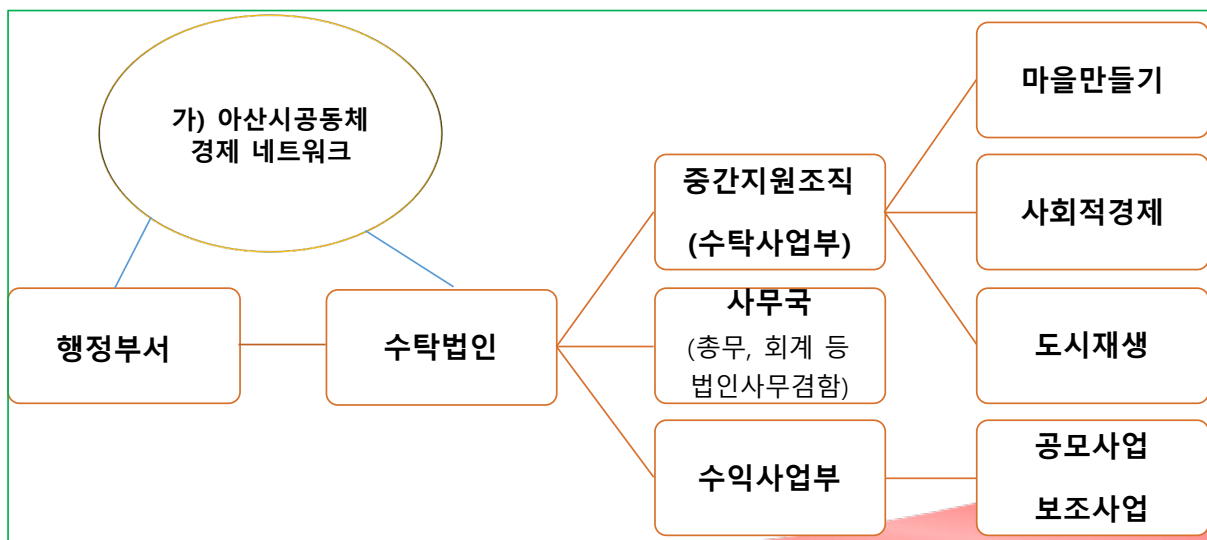 가) 아산시공동체
경제 네트워크
행정부서
수탁법인
중간지원조직
(수탁사업부)
사무국
(총무, 회계 등
법인사무겸함)
수익사업부
마을만들기
사회적경제
도시재생
공모사업
보조사업